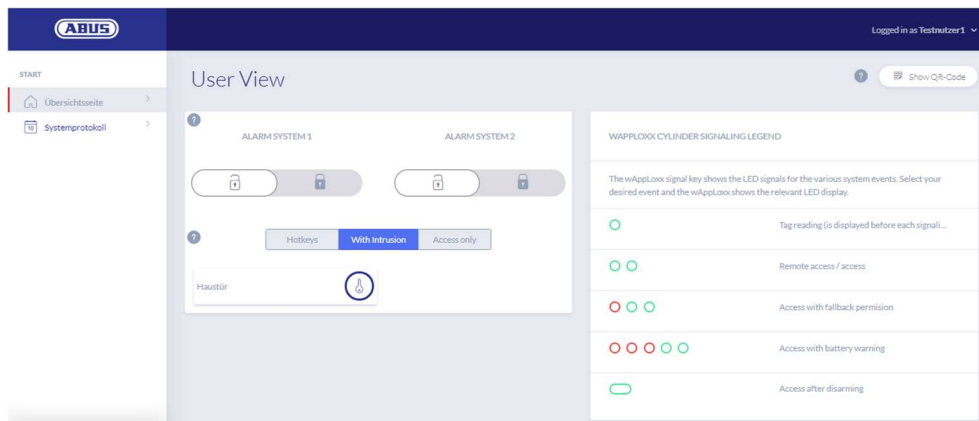 ABUS
Logged in as Testnutzer1
START
Übersichtsseite
Systemprotokoll
User View
Show QR-Code
ALARM SYSTEM 1
ALARM SYSTEM 2
Hotkeys
With Intrusion
Access only
Haustür
WAPPLOXX CYLINDER SIGNALING LEGEND
The wAppLoxx signal key shows the LED signals for the various system events. Select your
desired event and the wAppLoxx shows the relevant LED display.
Tag reading (is displayed before each signali...
Remote access / access
Access with fallback permision
Access with battery warning
Access after disarming